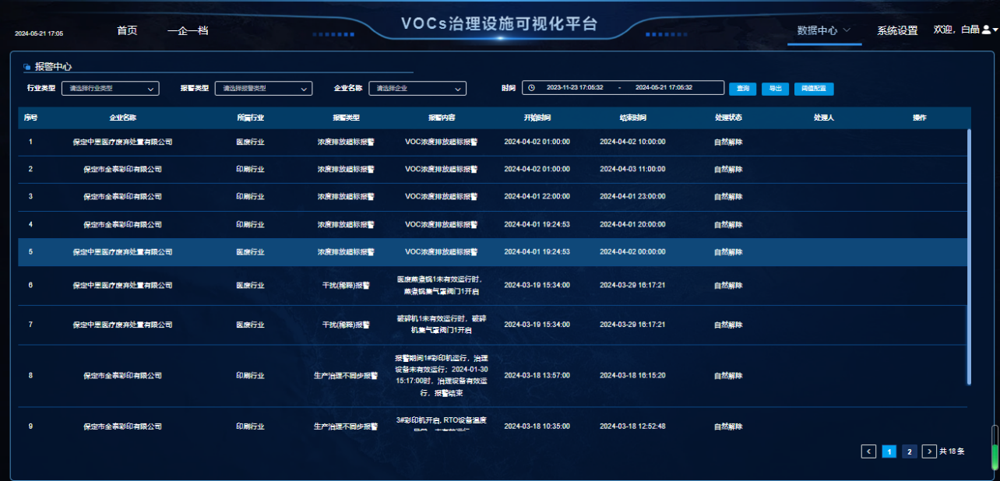 VOCs治理设施可视化平台
2024-05-21 17:05
首页
一企一档
数据中心
系统设置
欢迎，白晶
报警中心
行业类型 请选择行业类型
报警类型 请选择报警类型
企业名称 请选择企业
时间 2023-11-23 17:05:32 - 2024-05-21 17:05:32
查询 导出 阈值配置
序号 企业名称 所属行业 报警类型 报警内容 开始时间 结束时间 处理状态 处理人 操作
1 保定中恩医疗废弃处置有限公司 医废行业 浓度排放超标报警 VOC浓度排放超标报警 2024-04-02 01:00:00 2024-04-02 10:00:00 自然解除
2 保定市全泰彩印有限公司 印刷行业 浓度排放超标报警 VOC浓度排放超标报警 2024-04-02 01:00:00 2024-04-03 11:00:00 自然解除
3 保定市全泰彩印有限公司 印刷行业 浓度排放超标报警 VOC浓度排放超标报警 2024-04-01 22:00:00 2024-04-01 23:00:00 自然解除
4 保定市全泰彩印有限公司 印刷行业 浓度排放超标报警 VOC浓度排放超标报警 2024-04-01 19:24:53 2024-04-01 20:00:00 自然解除
5 保定中恩医疗废弃处置有限公司 医废行业 浓度排放超标报警 VOC浓度排放超标报警 2024-04-01 19:24:53 2024-04-02 00:00:00 自然解除
6 保定中恩医疗废弃处置有限公司 医废行业 干扰(稀释)报警 医废蒸煮锅1未有效运行时，
蒸煮锅集气罩阀门1开启 2024-03-19 15:34:00 2024-03-29 16:17:21 自然解除
7 保定中恩医疗废弃处置有限公司 医废行业 干扰(稀释)报警 破碎机1未有效运行时，破碎
机集气罩阀门1开启 2024-03-19 15:34:00 2024-03-29 16:17:21 自然解除
8 保定市全泰彩印有限公司 印刷行业 生产治理不同步报警 报警期间1#彩印机运行，治理
设备未有效运行；2024-01-30
15:17:00时，治理设备有效运
行，报警结束 2024-03-18 13:57:00 2024-03-18 16:15:20 自然解除
9 保定市全泰彩印有限公司 印刷行业 生产治理不同步报警 3#彩印机开启, RTO设备温度
2024-03-18 10:35:00 2024-03-18 12:52:48 自然解除
< 1 2 > 共 18 条